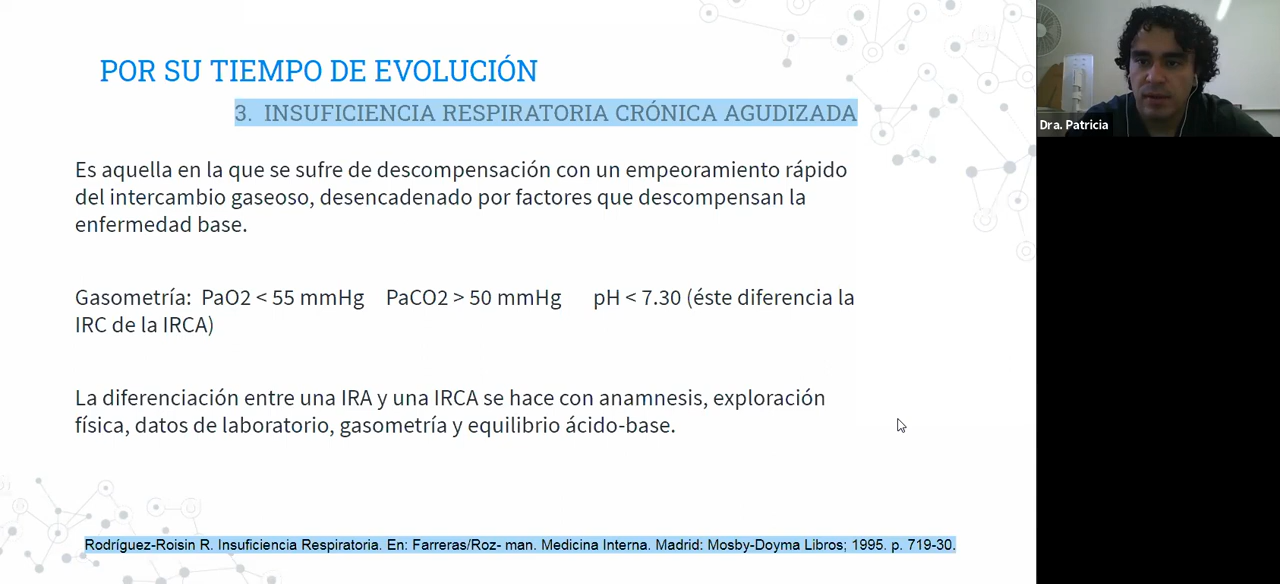 POR SU TIEMPO DE EVOLUCIÓN
3. INSUFICIENCIA RESPIRATORIA CRÓNICA AGUDIZADA
Es aquella en la que se sufre de descompensación con un empeoramiento rápido
del intercambio gaseoso, desencadenado por factores que descompensan la
enfermedad base.
Gasometría: PaO2 < 55 mmHg PaCO2 > 50 mmHg pH < 7.30 (éste diferencia la
IRC de la IRCA)
La diferenciación entre una IRA y una IRCA se hace con anamnesis, exploración
física, datos de laboratorio, gasometría y equilibrio ácido-base.
Rodríguez-Roisin R. Insuficiencia Respiratoria. En: Farreras/Roz- man. Medicina Interna. Madrid: Mosby-Doyma Libros; 1995. p. 719-30.
Dra. Patricia